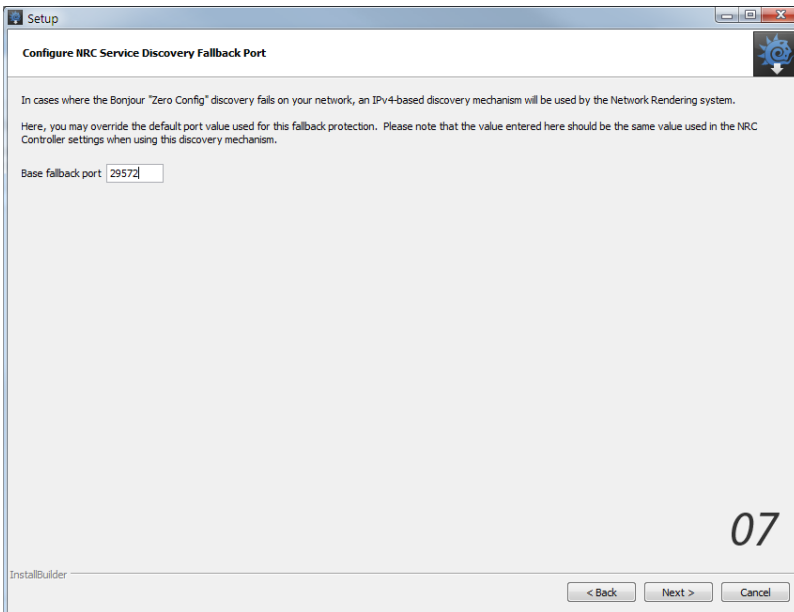 Setup
Configure NRC Service Discovery Fallback Port
In cases where the Bonjour "Zero Config" discovery fails on your network, an IPv4-based discovery mechanism will be used by the Network Rendering system.
Here, you may override the default port value used for this fallback protection.  Please note that the value entered here should be the same value used in the NRC
Controller settings when using this discovery mechanism.
Base fallback port 29572
07
InstallBuilder
< Back Next > Cancel